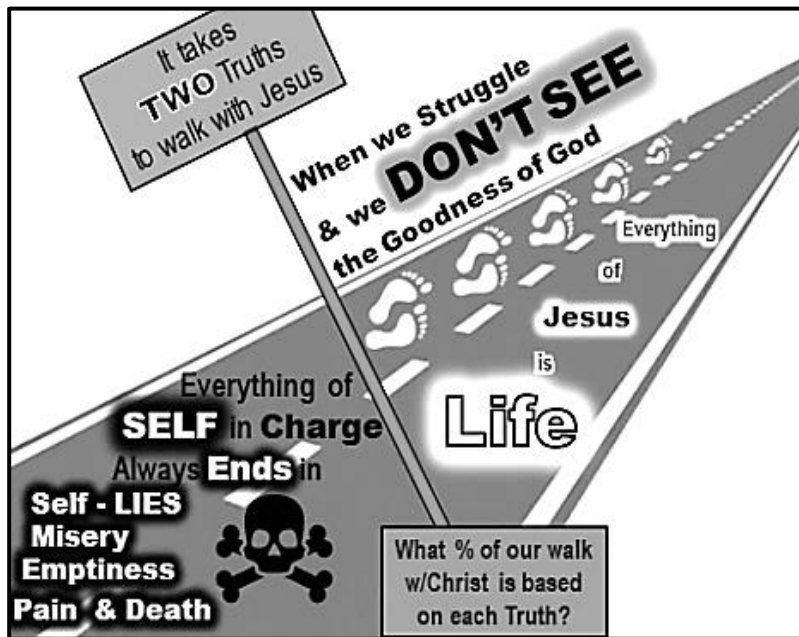 It takes
TWO Truths
to walk with Jesus
When we Struggle
& we DON'T SEE
the Goodness of God
Everything
of
Jesus
is
Life
Everything of
SELF in Charge
Always Ends in
Self - LIES
Misery
Emptiness
Pain & Death
What % of our walk
w/Christ is based
on each Truth?